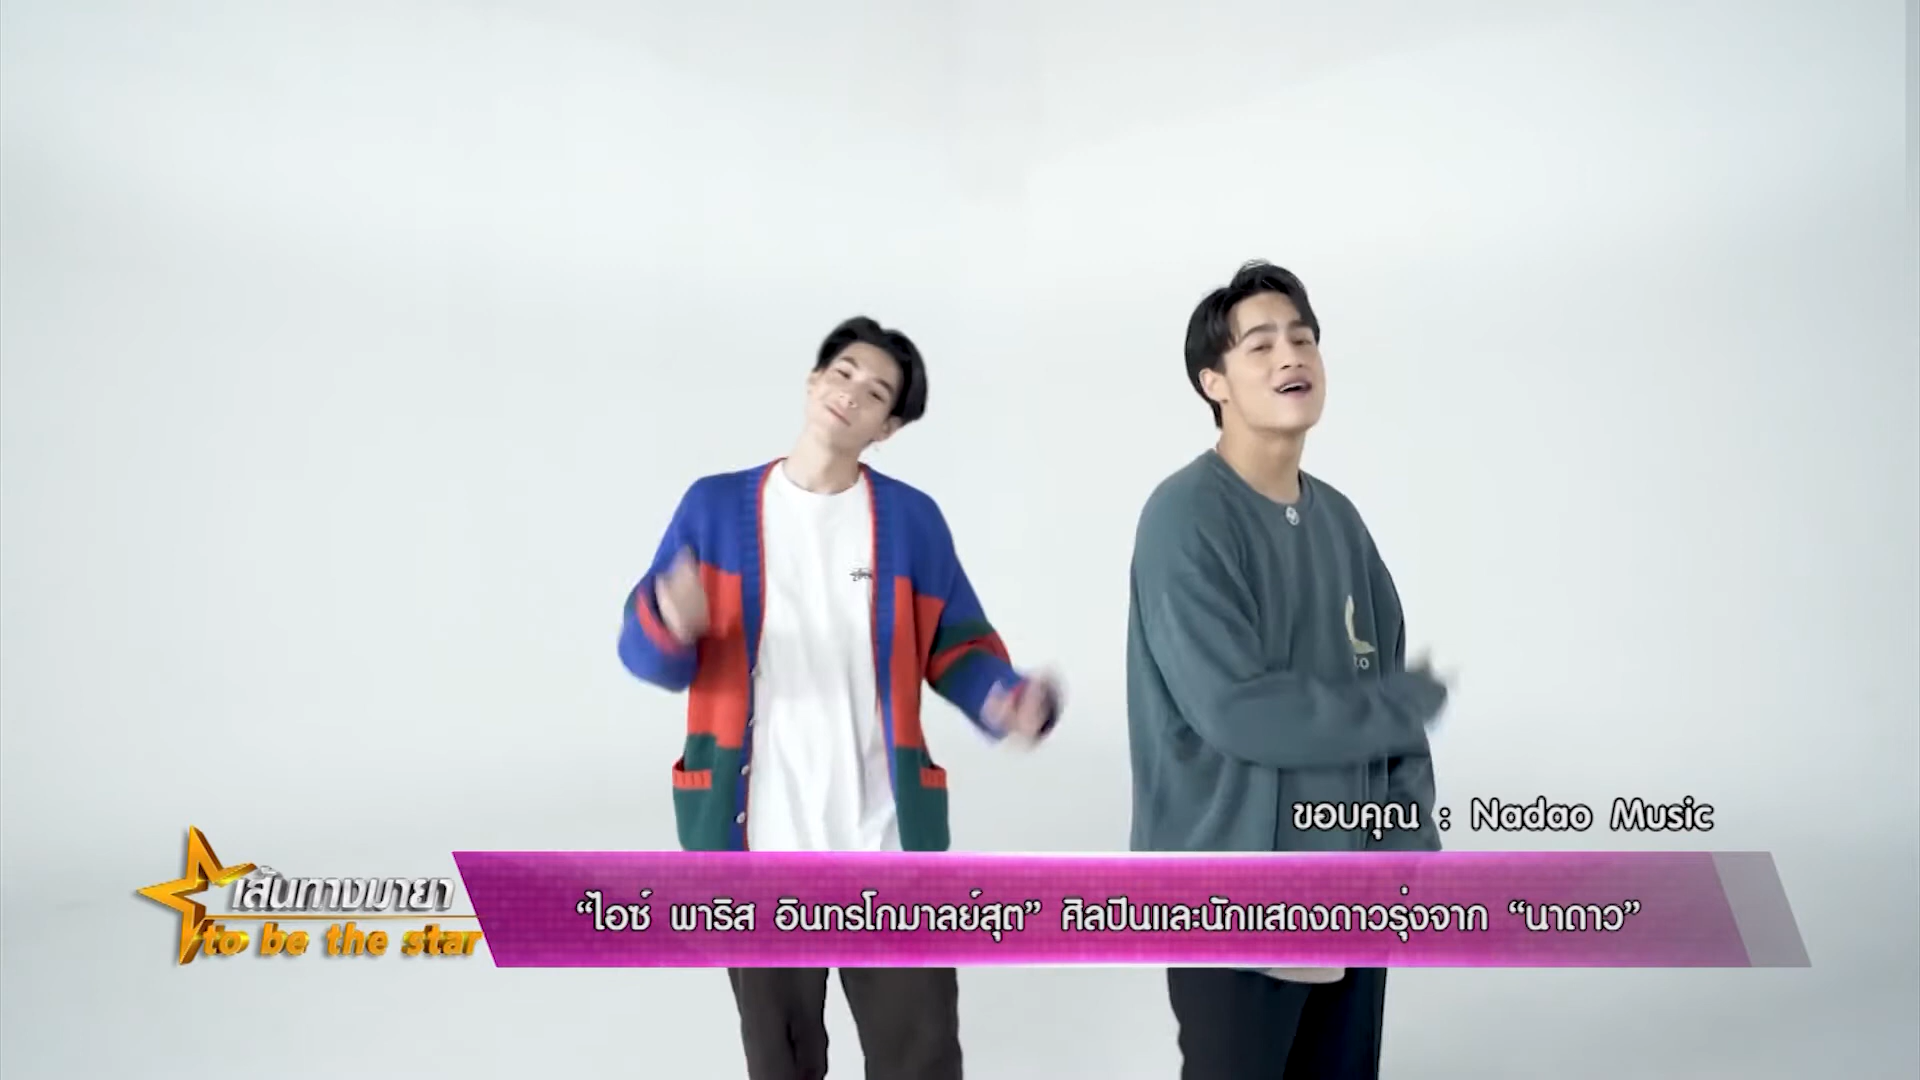 ขอบคุณ : Nadao Music
เส้นทางมายา
to be the star
“ไอซ์ พาริส อินทรโกมาลย์สุต” ศิลปินและนักแสดงดาวรุ่งจาก “นาดาว”